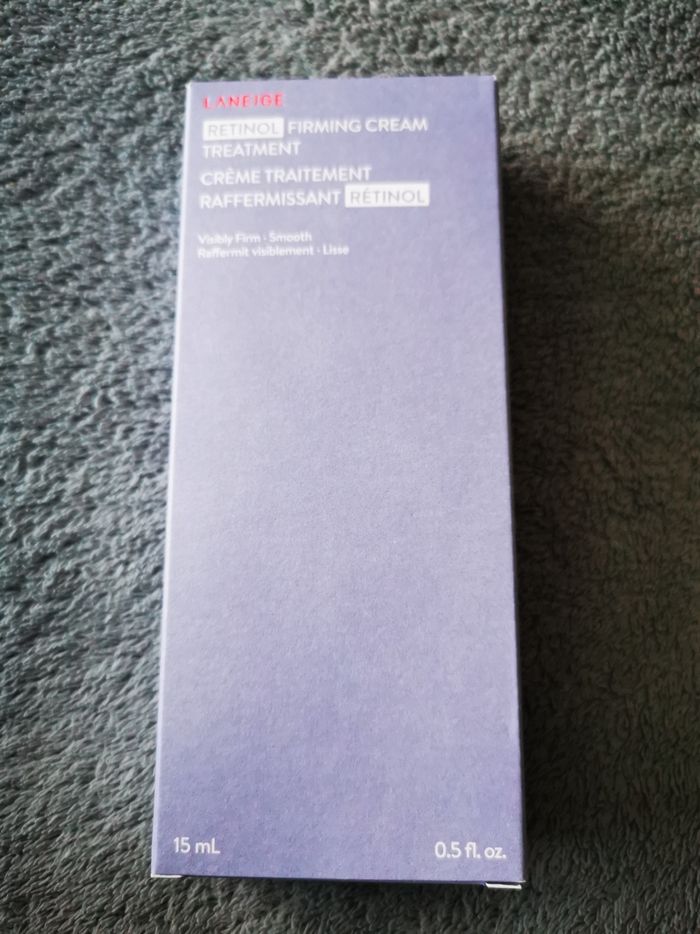 LANEIGE
RETINOL FIRMING CREAM
TREATMENT
CRÈME TRAITEMENT
RAFFERMISSANT RÉTINOL
Visibly Firm · Smooth
Raffermit visiblement · Lisse
15 mL
0.5 fl. oz.